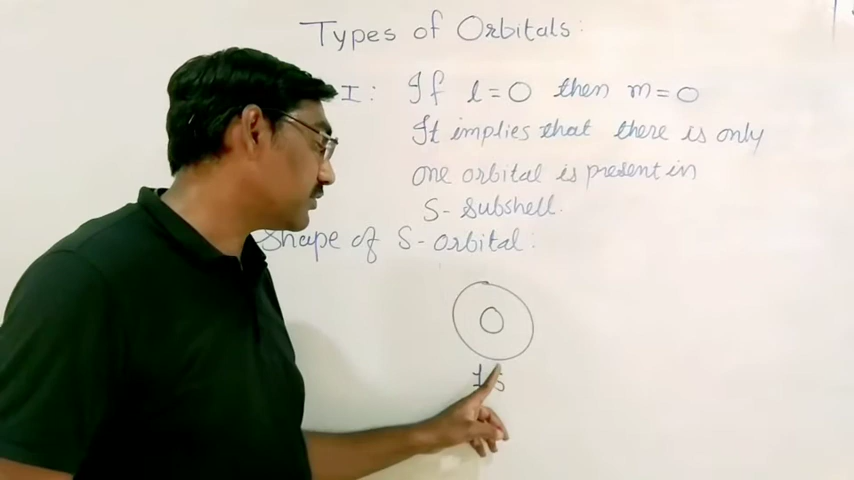 Types of Orbitals:
I: If l=0 then m=0
It implies that there is only
one orbital is present in
S- Subshell.
Shape of S- orbital:
1s